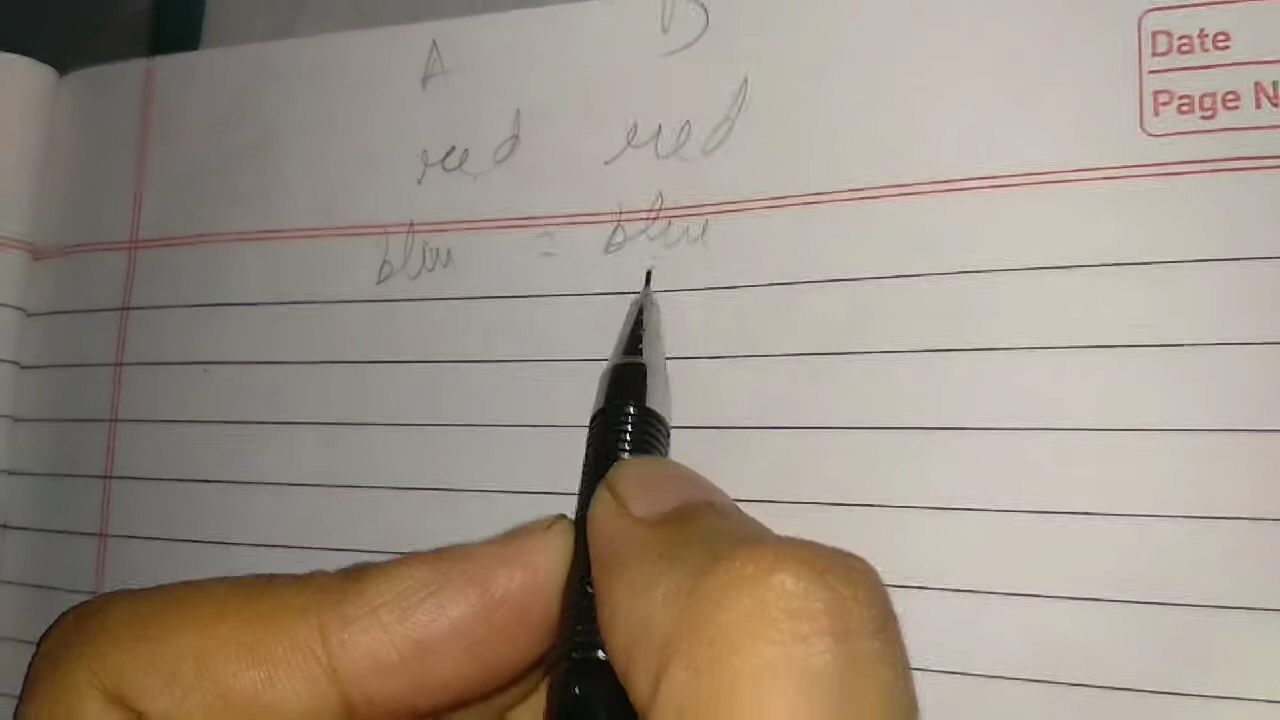 A B
red red
blue = blue
Date
Page N